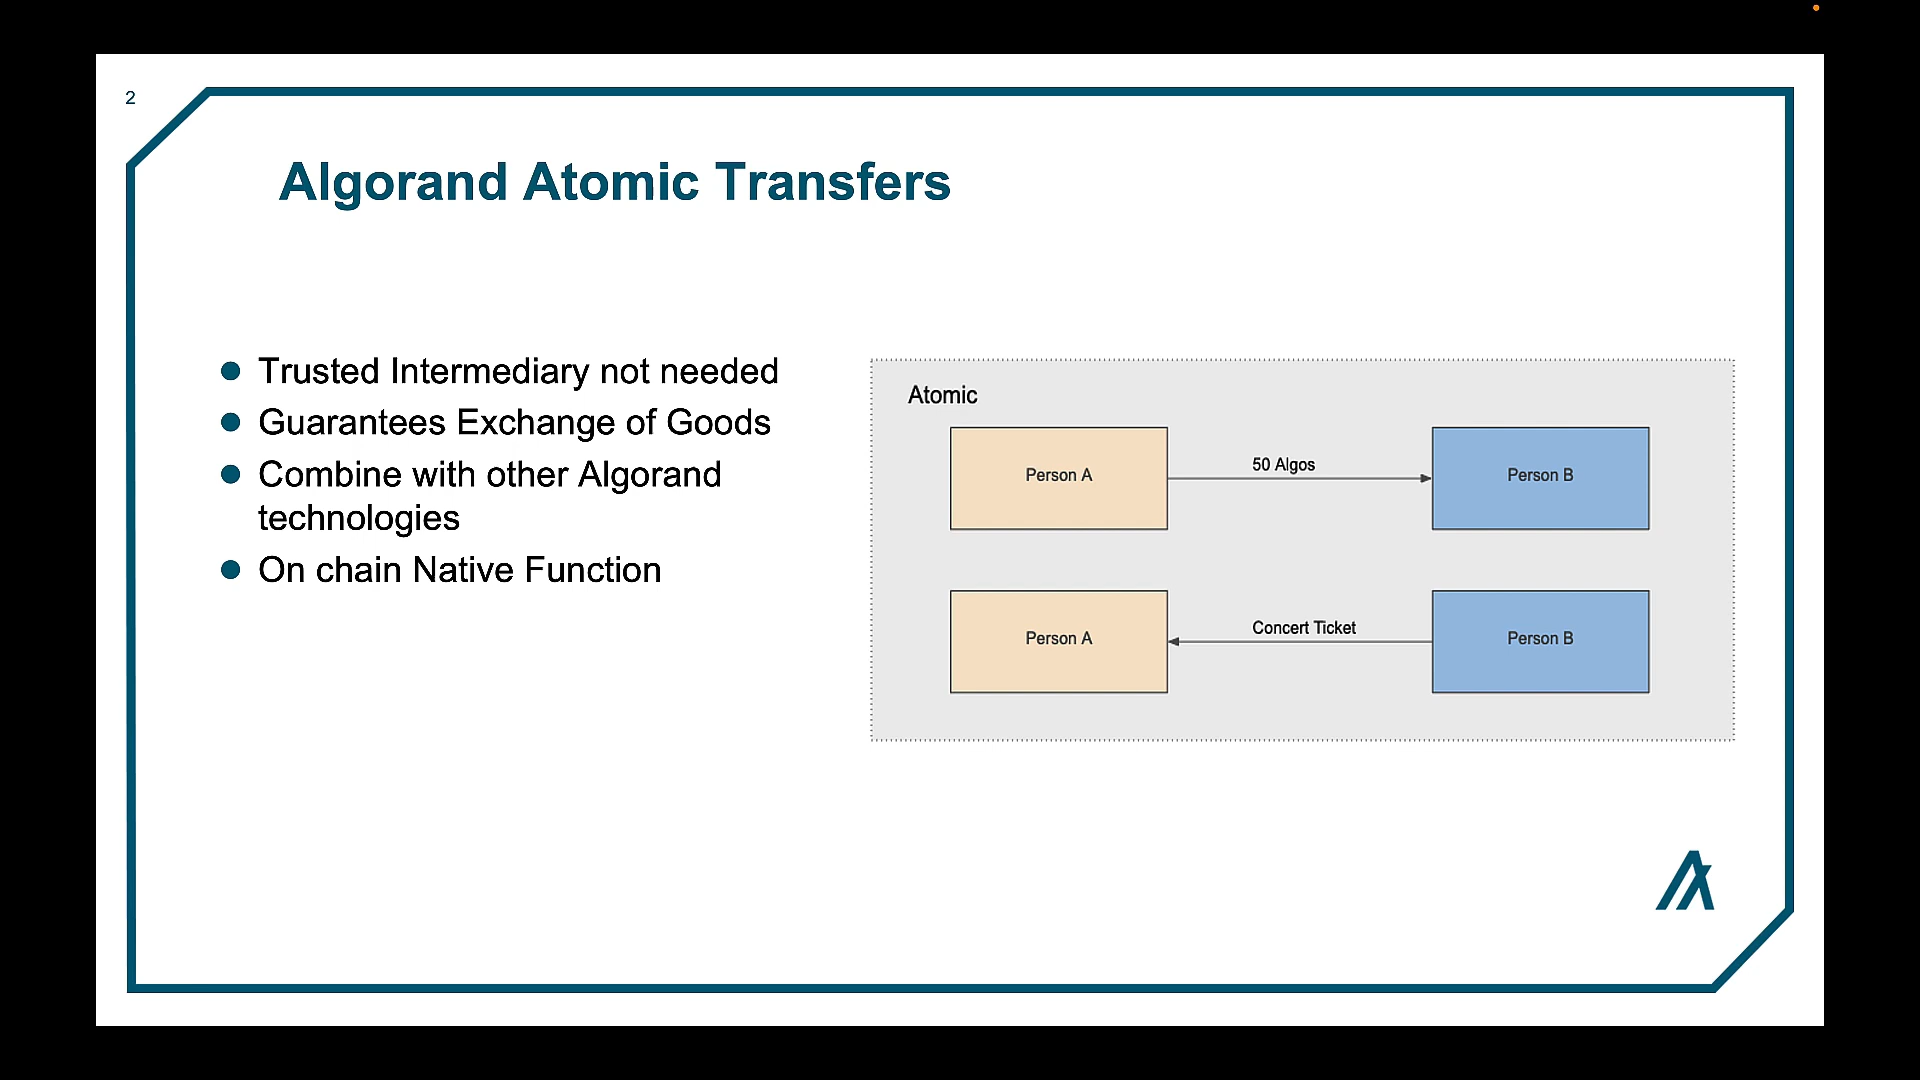 2
Algorand Atomic Transfers
Trusted Intermediary not needed
Guarantees Exchange of Goods
Combine with other Algorand
technologies
On chain Native Function
Atomic
Person A
50 Algos
Person B
Person A
Concert Ticket
Person B